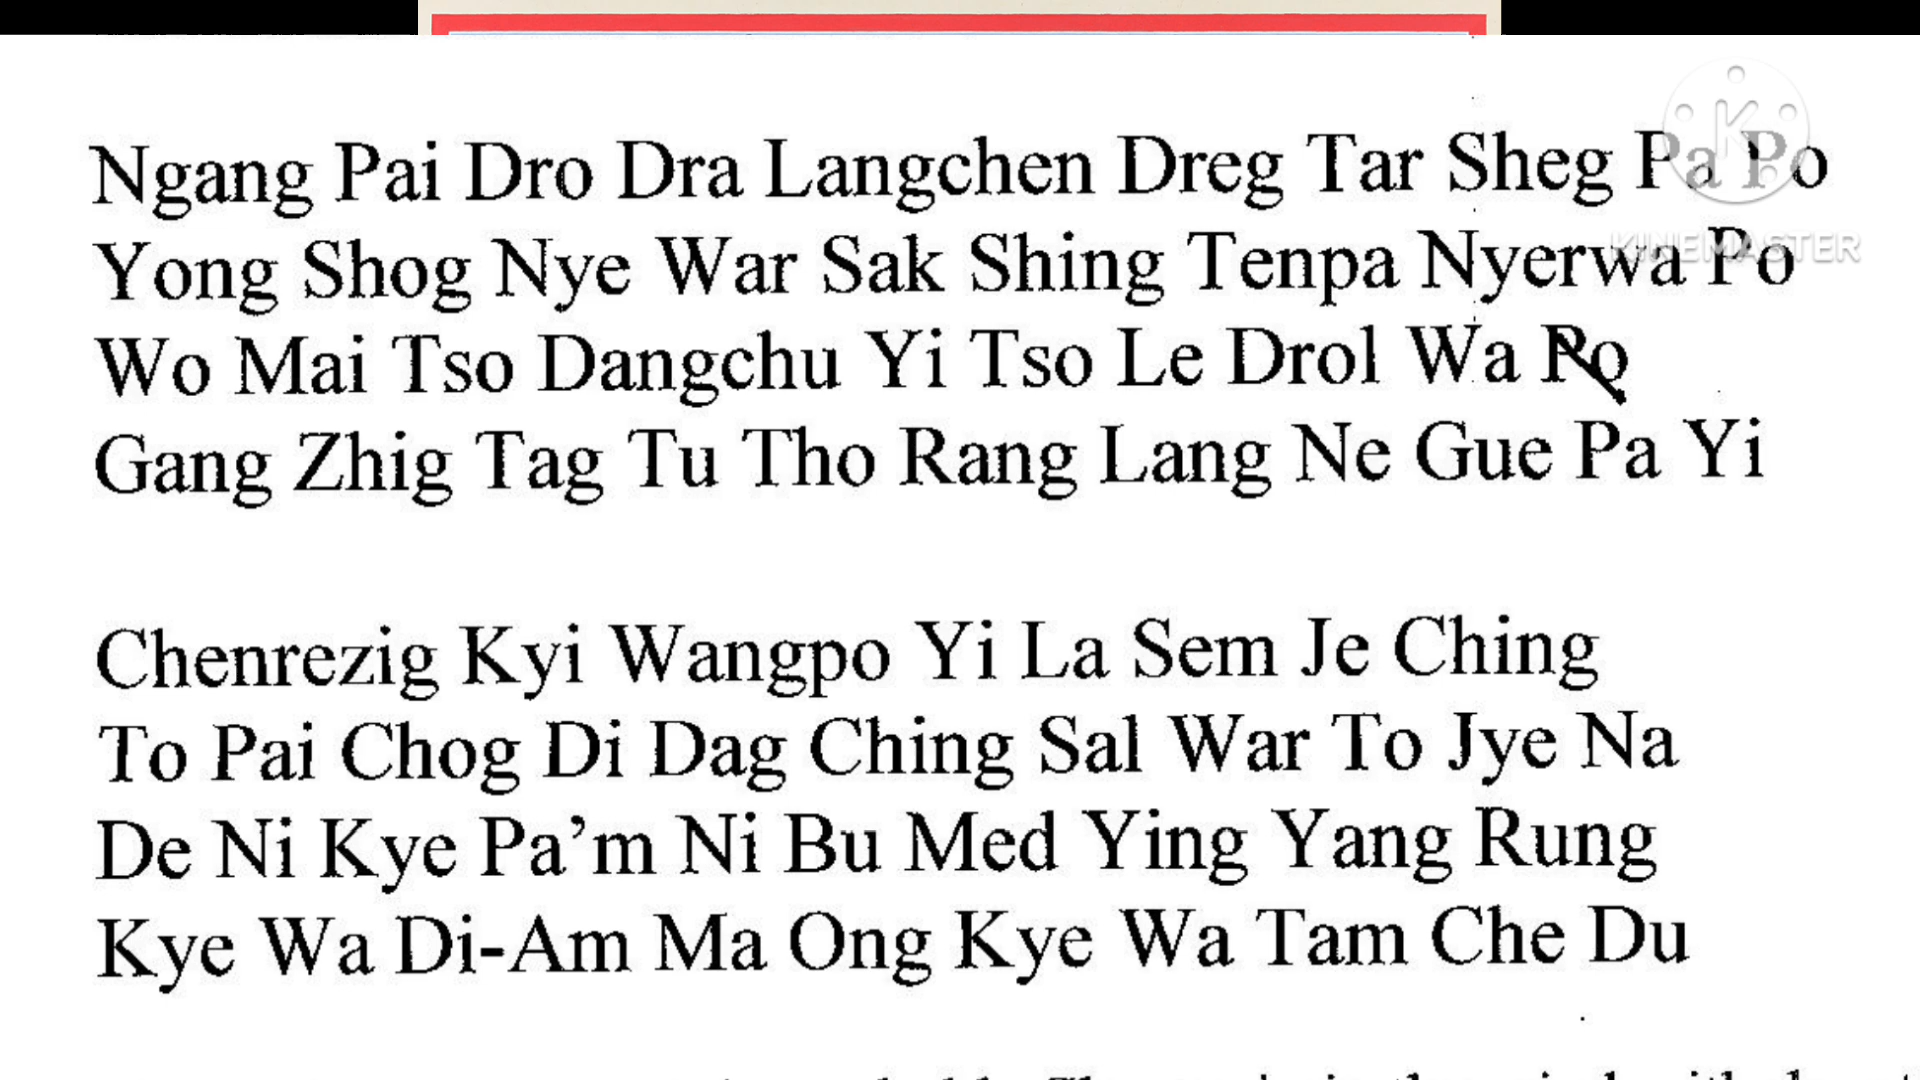 Ngang Pai Dro Dra Langchen Dreg Tar Sheg Pa Po
Yong Shog Nye War Sak Shing Tenpa Nyerwa Po
KINEMASTER
Wo Mai Tso Dangchu Yi Tso Le Drol Wa Po
Gang Zhig Tag Tu Tho Rang Lang Ne Gue Pa Yi
Chenrezig Kyi Wangpo Yi La Sem Je Ching
To Pai Chog Di Dag Ching Sal War To Jye Na
De Ni Kye Pa’m Ni Bu Med Ying Yang Rung
Kye Wa Di-Am Ma Ong Kye Wa Tam Che Du